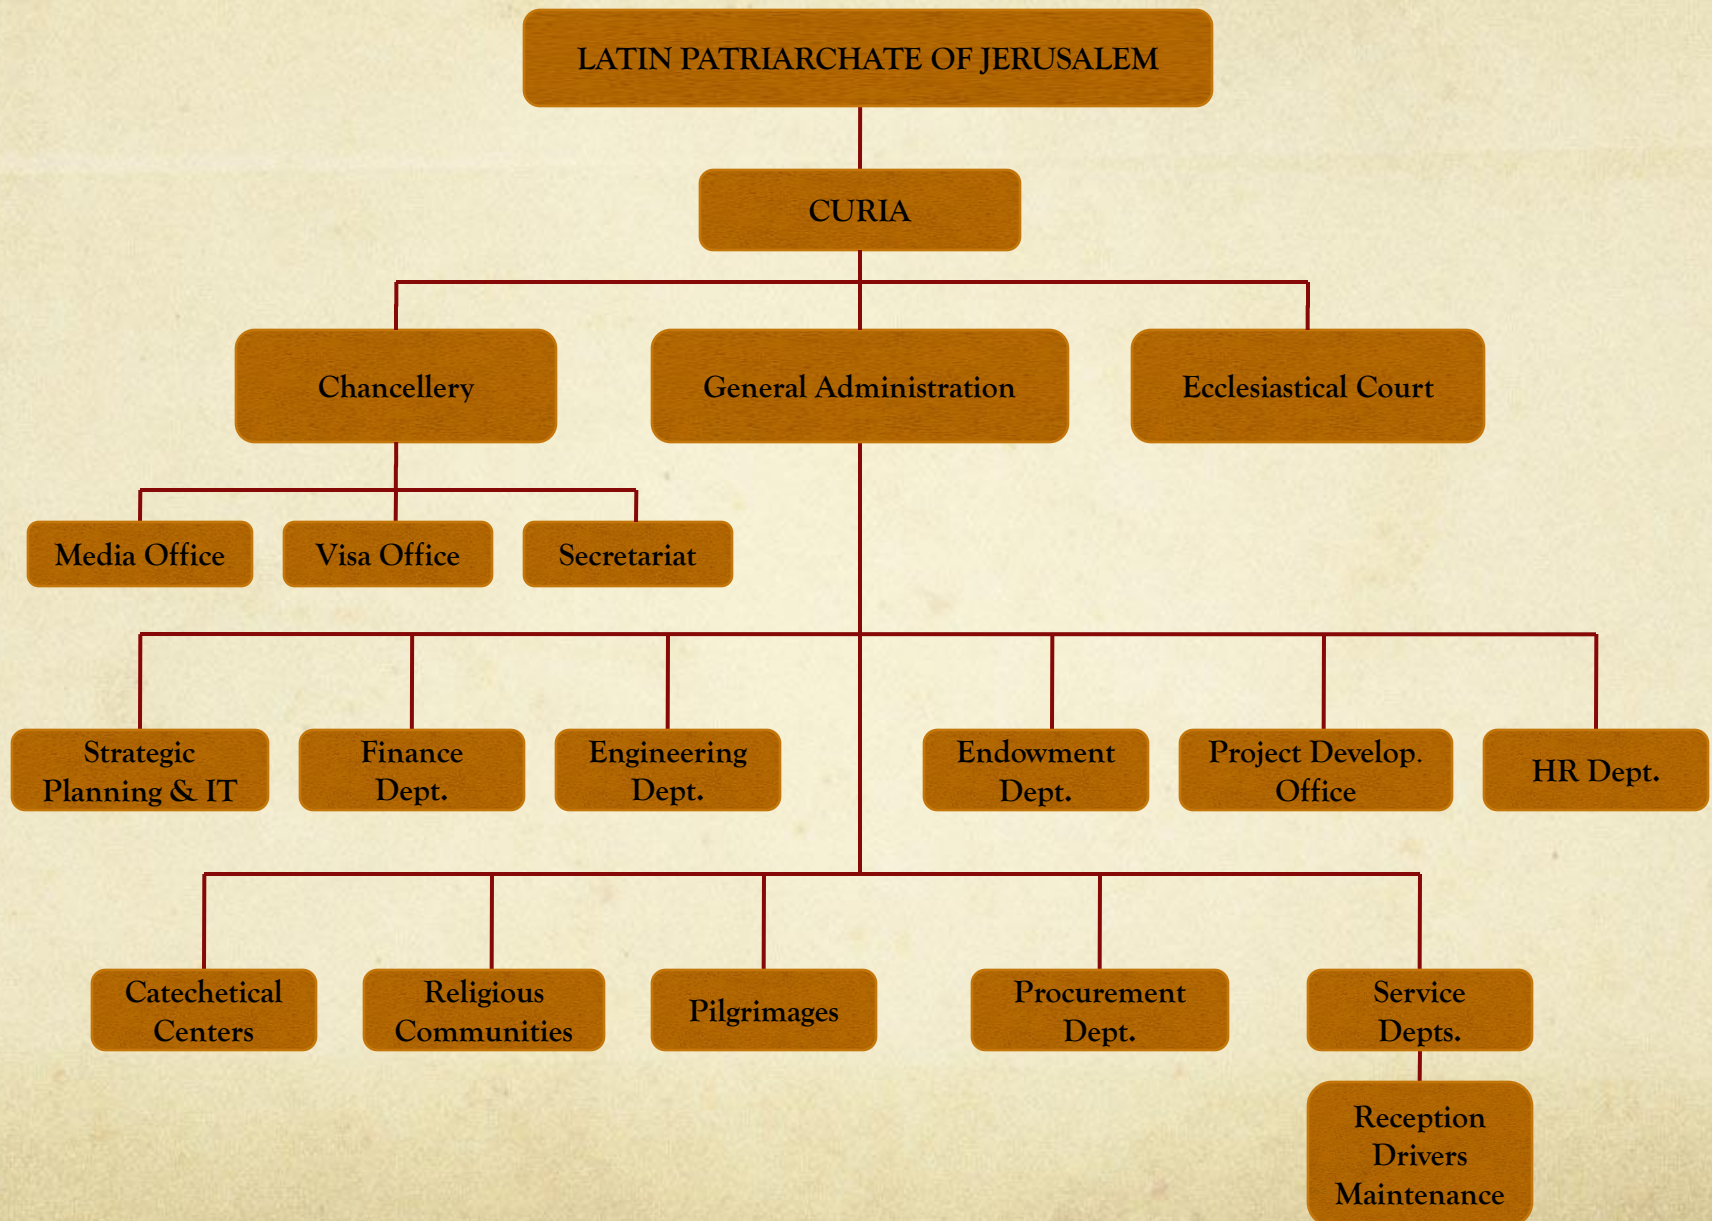 LATIN PATRIARCHATE OF JERUSALEM
CURIA
Chancellery
General Administration
Ecclesiastical Court
Media Office
Visa Office
Secretariat
Strategic
Planning & IT
Finance
Dept.
Engineering
Dept.
Endowment
Dept.
Project Develop.
Office
HR Dept.
Catechetical
Centers
Religious
Communities
Pilgrimages
Procurement
Dept.
Service
Depts.
Reception
Drivers
Maintenance